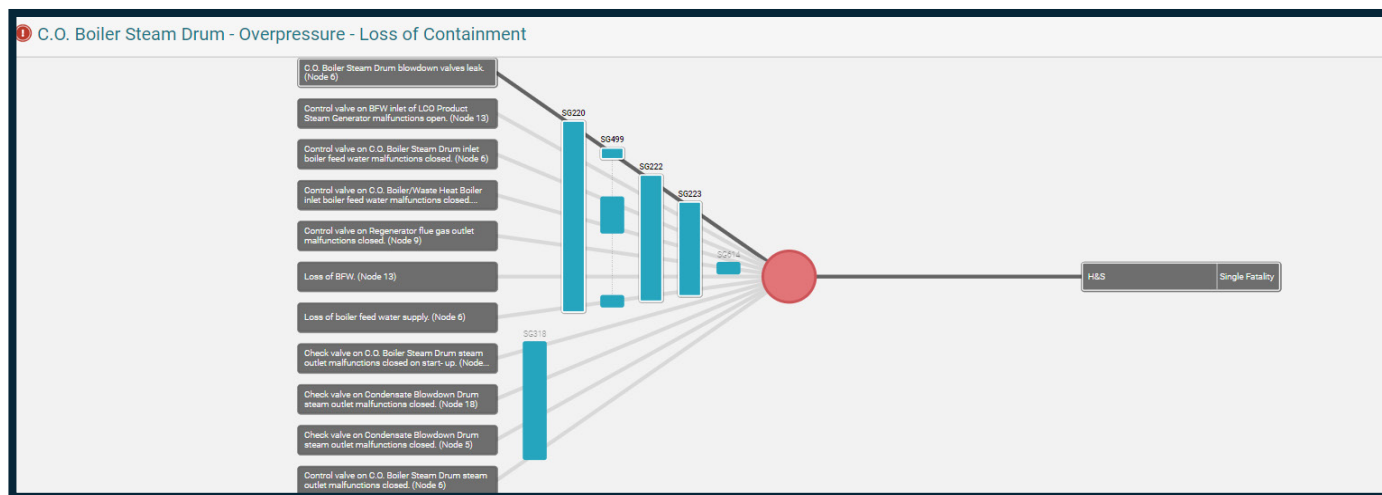 C.O. Boiler Steam Drum - Overpressure - Loss of Containment
C.O. Boiler Steam Drum blowdown valves leak.
(Node 6)
Control valve on BFW inlet of LCO Product
Steam Generator malfunctions open. (Node 13)
Control valve on C.O. Boiler Steam Drum inlet
boiler feed water malfunctions closed. (Node 6)
Control valve on C.O. Boiler/Waste Heat Boiler
inlet boiler feed water malfunctions closed....
Control valve on Regenerator flue gas outlet
malfunctions closed. (Node 9)
Loss of BFW. (Node 13)
Loss of boiler feed water supply. (Node 6)
Check valve on C.O. Boiler Steam Drum steam
outlet malfunctions closed on start- up. (Node...
Check valve on Condensate Blowdown Drum
steam outlet malfunctions closed. (Node 18)
Check valve on Condensate Blowdown Drum
steam outlet malfunctions closed. (Node 5)
Control valve on C.O. Boiler Steam Drum steam
outlet malfunctions closed. (Node 6)
SG220
SG499
SG222
SG223
SG318
H&S
Single Fatality